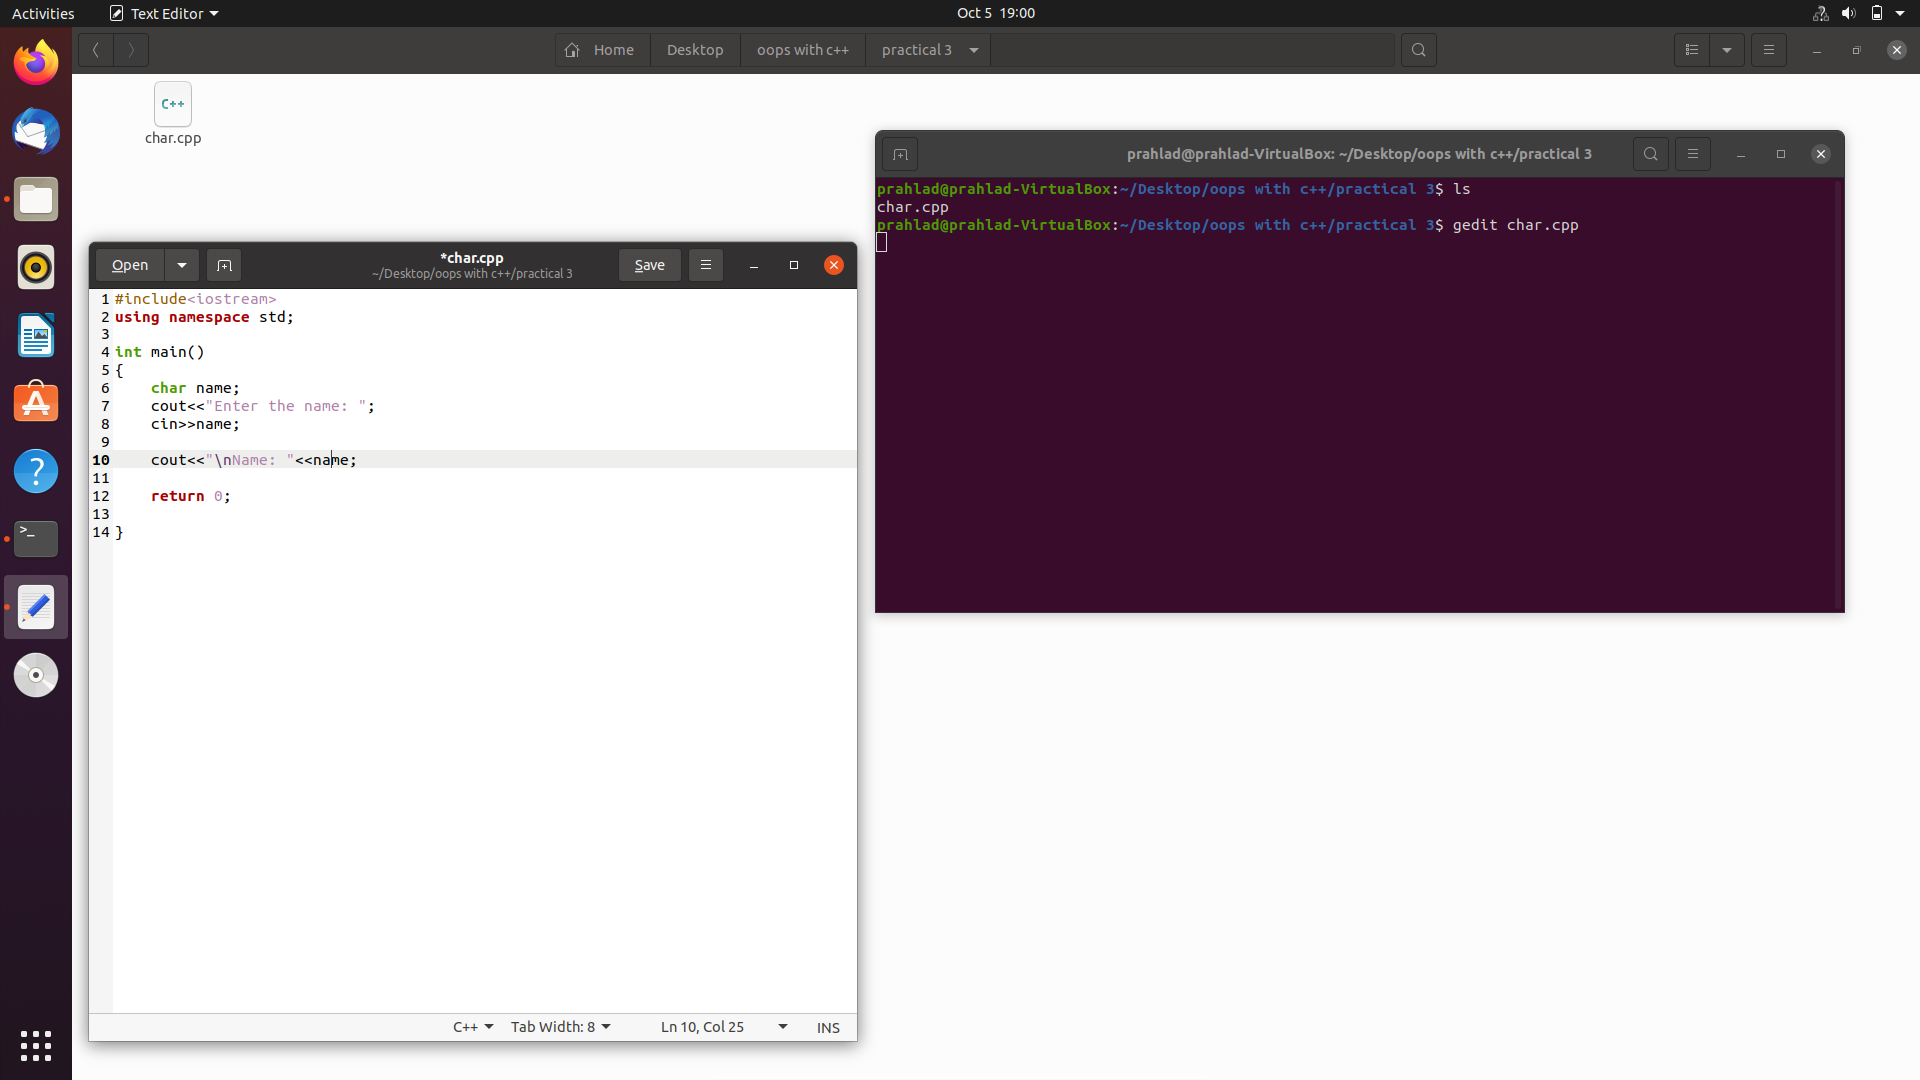 Activities Text Editor Oct 5 19:00
Home Desktop oops with c++ practical 3
C++
char.cpp
prahlad@prahlad-VirtualBox: ~/Desktop/oops with c++/practical 3
prahlad@prahlad-VirtualBox:~/Desktop/oops with c++/practical 3$ ls
char.cpp
prahlad@prahlad-VirtualBox:~/Desktop/oops with c++/practical 3$ gedit char.cpp
Open *char.cpp Save
~/Desktop/oops with c++/practical 3
1 #include<iostream>
2 using namespace std;
3
4 int main()
5 {
6     char name;
7     cout<<"Enter the name: ";
8     cin>>name;
9
10     cout<<"\nName: "<<name;
11
12     return 0;
13
14 }
C++ Tab Width: 8 Ln 10, Col 25 INS